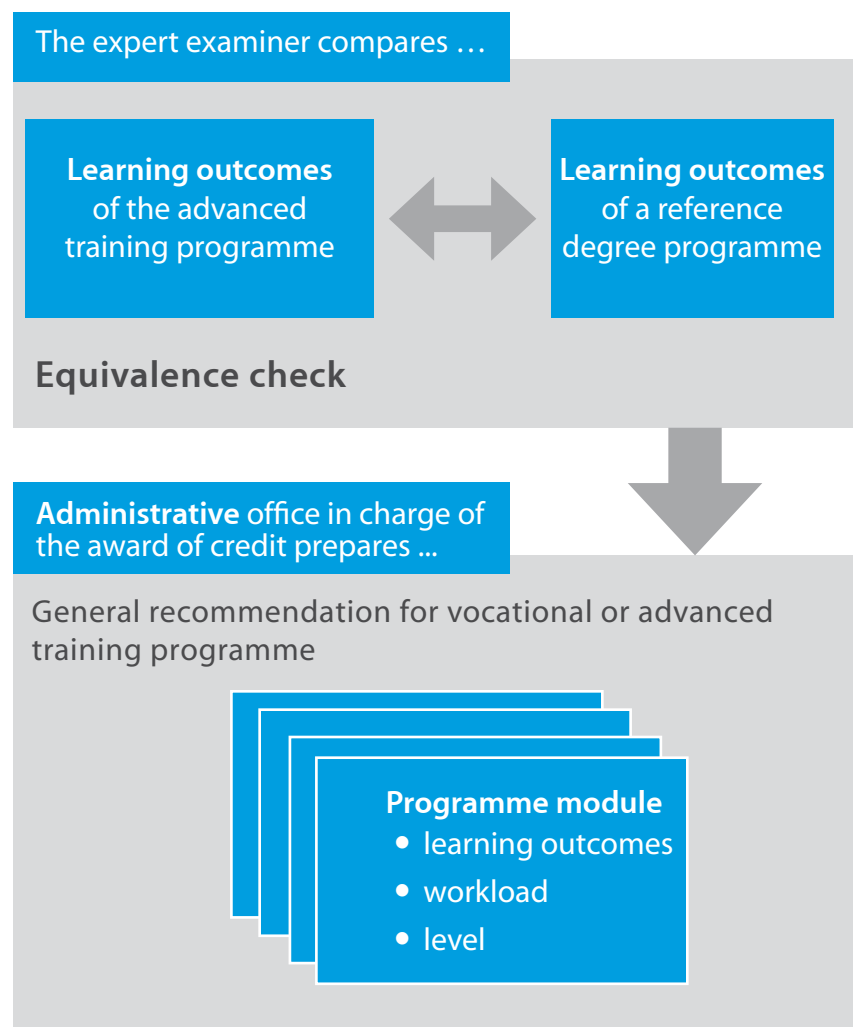 The expert examiner compares …
Learning outcomes
of the advanced
training programme
Learning outcomes
of a reference
degree programme
Equivalence check
Administrative office in charge of
the award of credit prepares ...
General recommendation for vocational or advanced
training programme
Programme module
• learning outcomes
• workload
• level